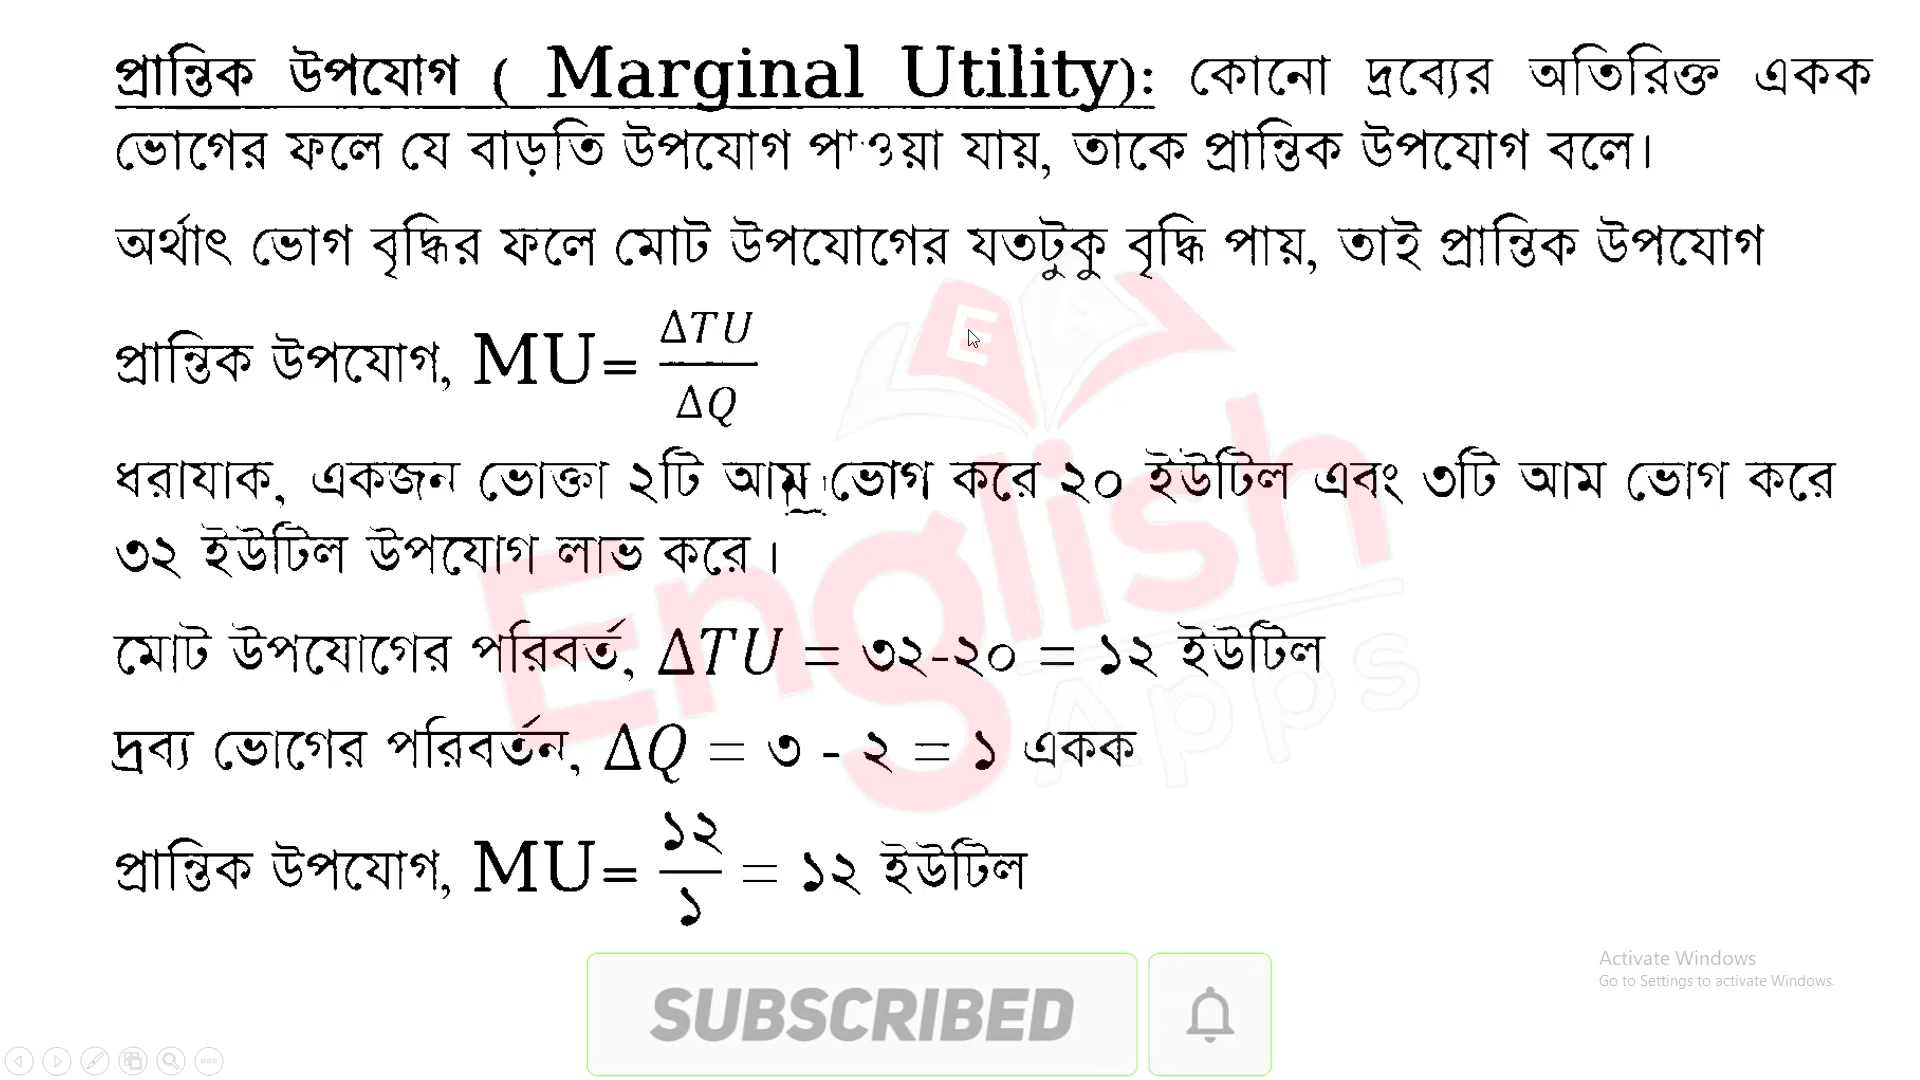 প্রান্তিক উপযোগ ( Marginal Utility): কোনো দ্রব্যের অতিরিক্ত একক
ভোগের ফলে যে বাড়তি উপযোগ পাওয়া যায়, তাকে প্রান্তিক উপযোগ বলে।
অর্থাৎ ভোগ বৃদ্ধির ফলে মোট উপযোগের যতটুকু বৃদ্ধি পায়, তাই প্রান্তিক উপযোগ
প্রান্তিক উপযোগ, MU= ΔTU/ΔQ
ধরাযাক, একজন ভোক্তা ২টি আম ভোগ করে ২০ ইউটিল এবং ৩টি আম ভোগ করে
৩২ ইউটিল উপযোগ লাভ করে।
মোট উপযোগের পরিবর্ত, ΔTU = ৩২-২০ = ১২ ইউটিল
দ্রব্য ভোগের পরিবর্তন, ΔQ = ৩ - ২ = ১ একক
প্রান্তিক উপযোগ, MU= ১২/১ = ১২ ইউটিল
E A
English
Apps
SUBSCRIBED
Activate Windows
Go to Settings to activate Windows.